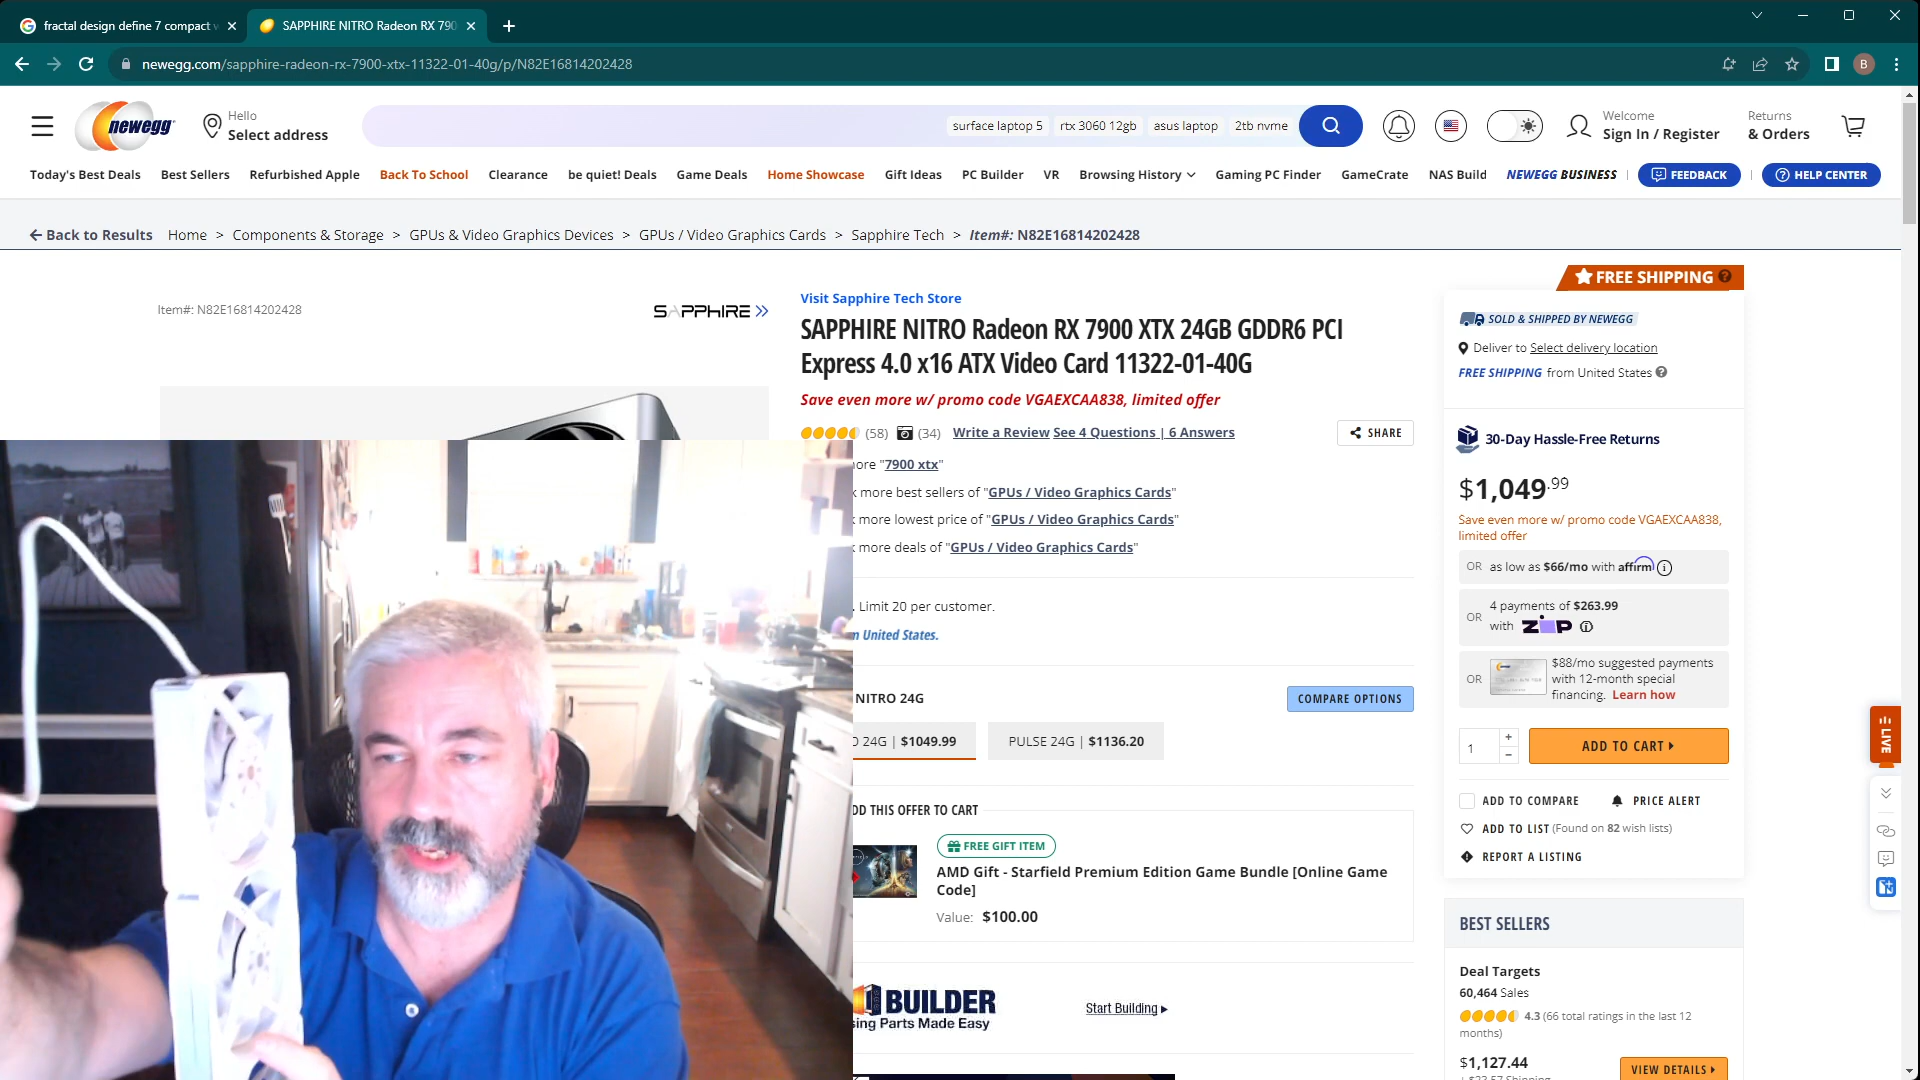 fractal design define 7 compact
SAPPHIRE NITRO Radeon RX 790
newegg.com/sapphire-radeon-rx-7900-xtx-11322-01-40g/p/N82E16814202428
B
newegg
Hello
Select address
surface laptop 5
rtx 3060 12gb
asus laptop
2tb nvme
Welcome
Sign In / Register
Returns
& Orders
Today's Best Deals
Best Sellers
Refurbished Apple
Back To School
Clearance
be quiet! Deals
Game Deals
Home Showcase
Gift Ideas
PC Builder
VR
Browsing History
Gaming PC Finder
GameCrate
NAS Build
NEWEGG BUSINESS
FEEDBACK
HELP CENTER
Back to Results
Home > Components & Storage > GPUs & Video Graphics Devices > GPUs / Video Graphics Cards > Sapphire Tech > Item#: N82E16814202428
Item#: N82E16814202428
SAPPHIRE
Visit Sapphire Tech Store
SAPPHIRE NITRO Radeon RX 7900 XTX 24GB GDDR6 PCI
Express 4.0 x16 ATX Video Card 11322-01-40G
Save even more w/ promo code VGAEXCAA838, limited offer
(58)
(34)
Write a Review
See 4 Questions | 6 Answers
SHARE
ore "7900 xtx"
more best sellers of "GPUs / Video Graphics Cards"
more lowest price of "GPUs / Video Graphics Cards"
more deals of "GPUs / Video Graphics Cards"
. Limit 20 per customer.
m United States.
NITRO 24G
COMPARE OPTIONS
O 24G | $1049.99
PULSE 24G | $1136.20
DD THIS OFFER TO CART
FREE GIFT ITEM
AMD Gift - Starfield Premium Edition Game Bundle [Online Game
Code]
Value: $100.00
BUILDER
ing Parts Made Easy
Start Building
FREE SHIPPING
SOLD & SHIPPED BY NEWEGG
Deliver to Select delivery location
FREE SHIPPING from United States
30-Day Hassle-Free Returns
$1,049.99
Save even more w/ promo code VGAEXCAA838,
limited offer
OR as low as $66/mo with affirm
OR
4 payments of $263.99
with ZIP
OR
$88/mo suggested payments
with 12-month special
financing. Learn how
1
ADD TO CART
ADD TO COMPARE
PRICE ALERT
ADD TO LIST (Found on 82 wish lists)
REPORT A LISTING
LIVE
BEST SELLERS
Deal Targets
60,464 Sales
4.3 (66 total ratings in the last 12
months)
$1,127.44
VIEW DETAILS